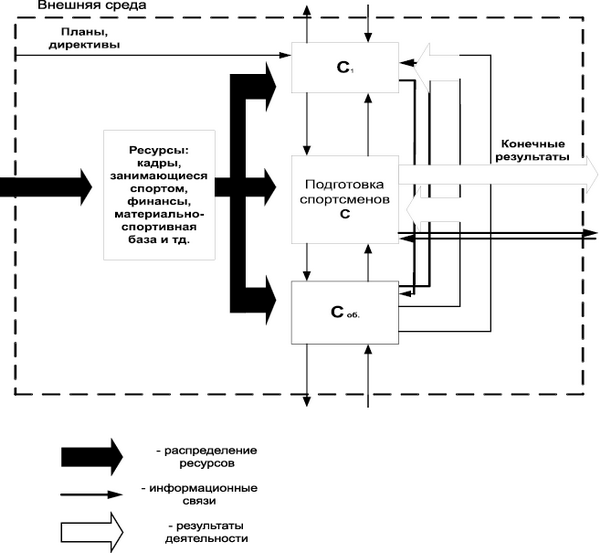 Внешняя среда
Планы,
директивы
С1
Ресурсы:
кадры,
занимающиеся
спортом,
финансы,
материально-
спортивная
база и тд.
Подготовка
спортсменов
С
Конечные
результаты
С об.
- распределение
ресурсов
- информационные
связи
- результаты
деятельности